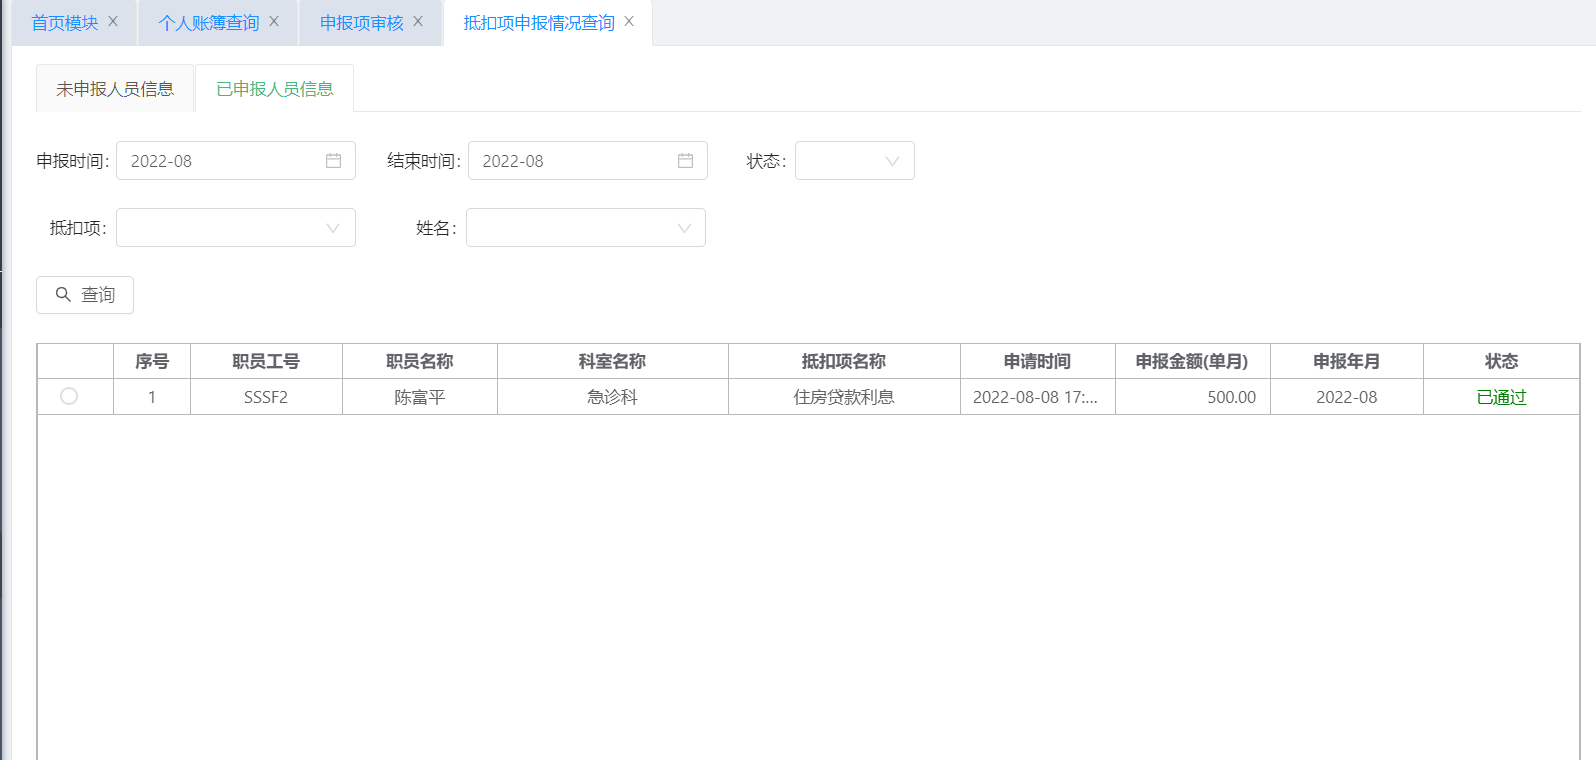 首页模块 个人账簿查询 申报项审核 抵扣项申报情况查询
未申报人员信息 已申报人员信息
申报时间: 2022-08 结束时间: 2022-08 状态:
抵扣项: 姓名:
查询
序号 职员工号 职员名称 科室名称 抵扣项名称 申请时间 申报金额(单月) 申报年月 状态
1 SSSF2 陈富平 急诊科 住房贷款利息 2022-08-08 17:... 500.00 2022-08 已通过